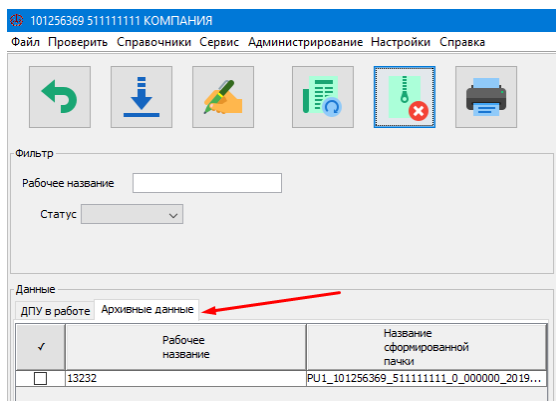 101256369 511111111 КОМПАНИЯ
Файл Проверить Справочники Сервис Администрирование Настройки Справка
Фильтр
Рабочее название
Статус
Данные
ДПУ в работе Архивные данные
✓
Рабочее
название
Название
сформированной
пачки
13232 PU1_101256369_511111111_0_000000_2019...